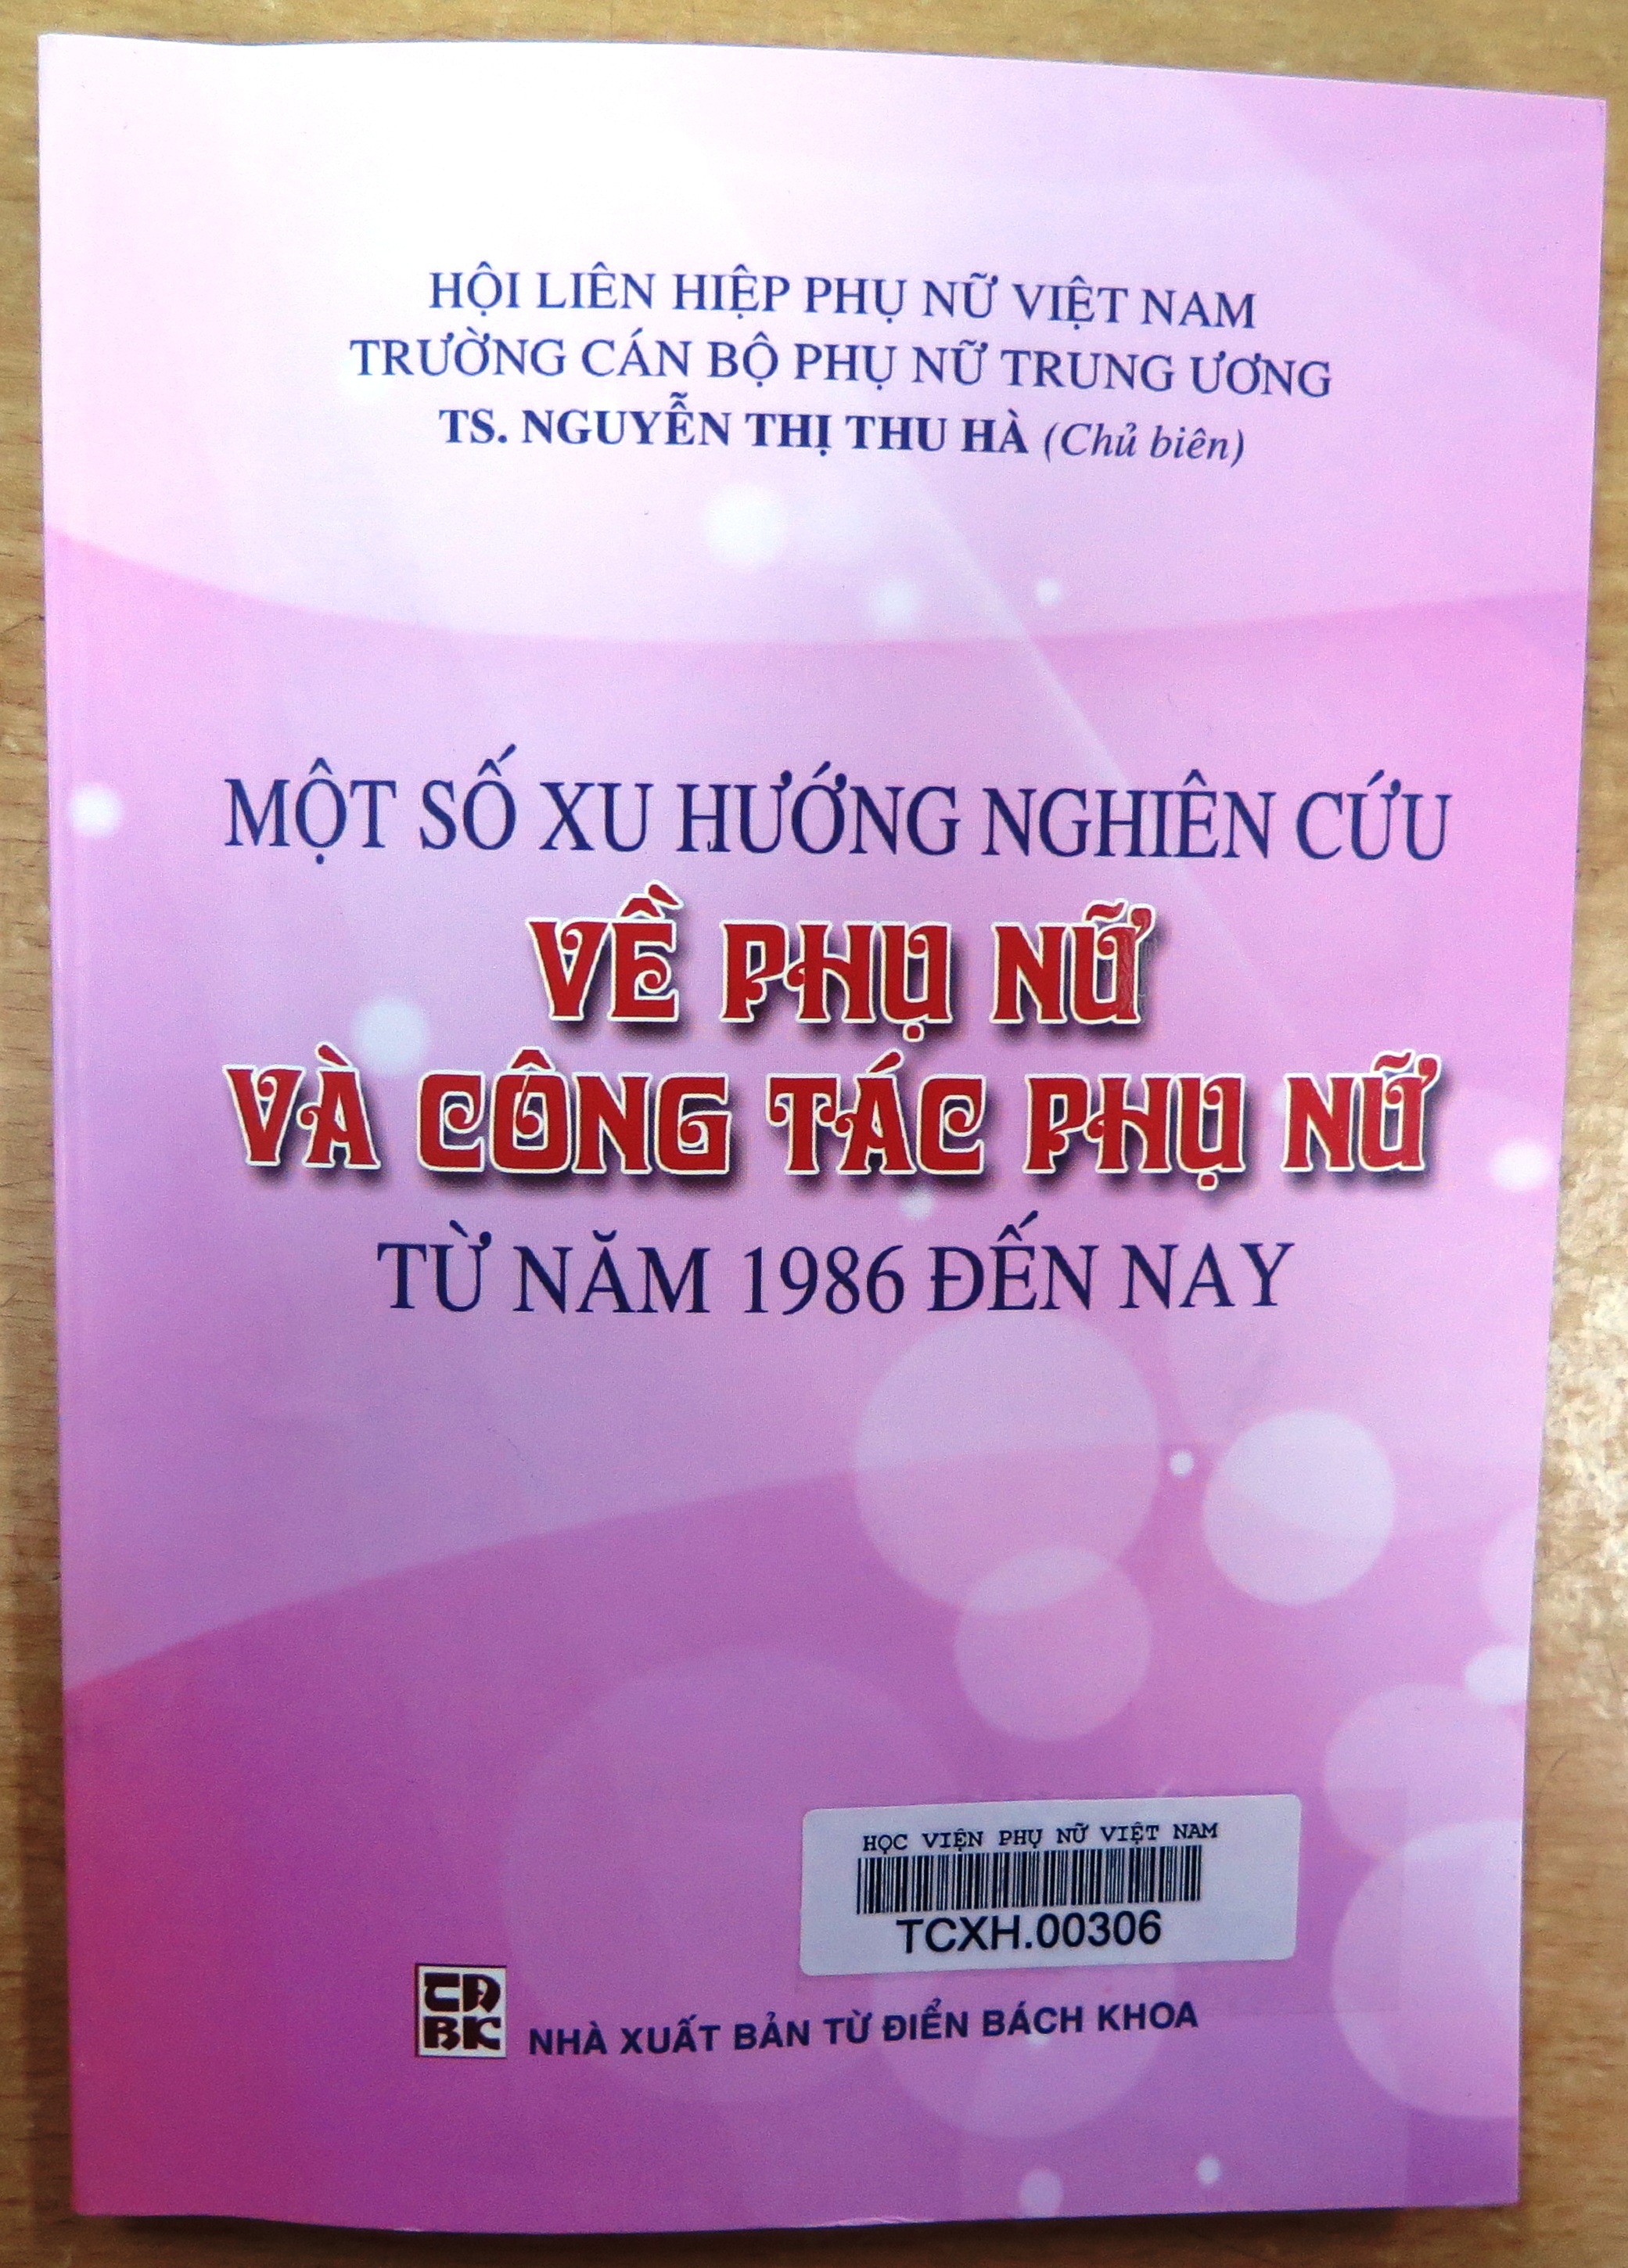 HỘI LIÊN HIỆP PHỤ NỮ VIỆT NAM
TRƯỜNG CÁN BỘ PHỤ NỮ TRUNG ƯƠNG
TS. NGUYỄN THỊ THU HÀ (Chủ biên)
MỘT SỐ XU HƯỚNG NGHIÊN CỨU
VỀ PHỤ NỮ
VÀ CÔNG TÁC PHỤ NỮ
TỪ NĂM 1986 ĐẾN NAY
HỌC VIỆN PHỤ NỮ VIỆT NAM
TCXH.00306
TĐ
BK
NHÀ XUẤT BẢN TỪ ĐIỂN BÁCH KHOA